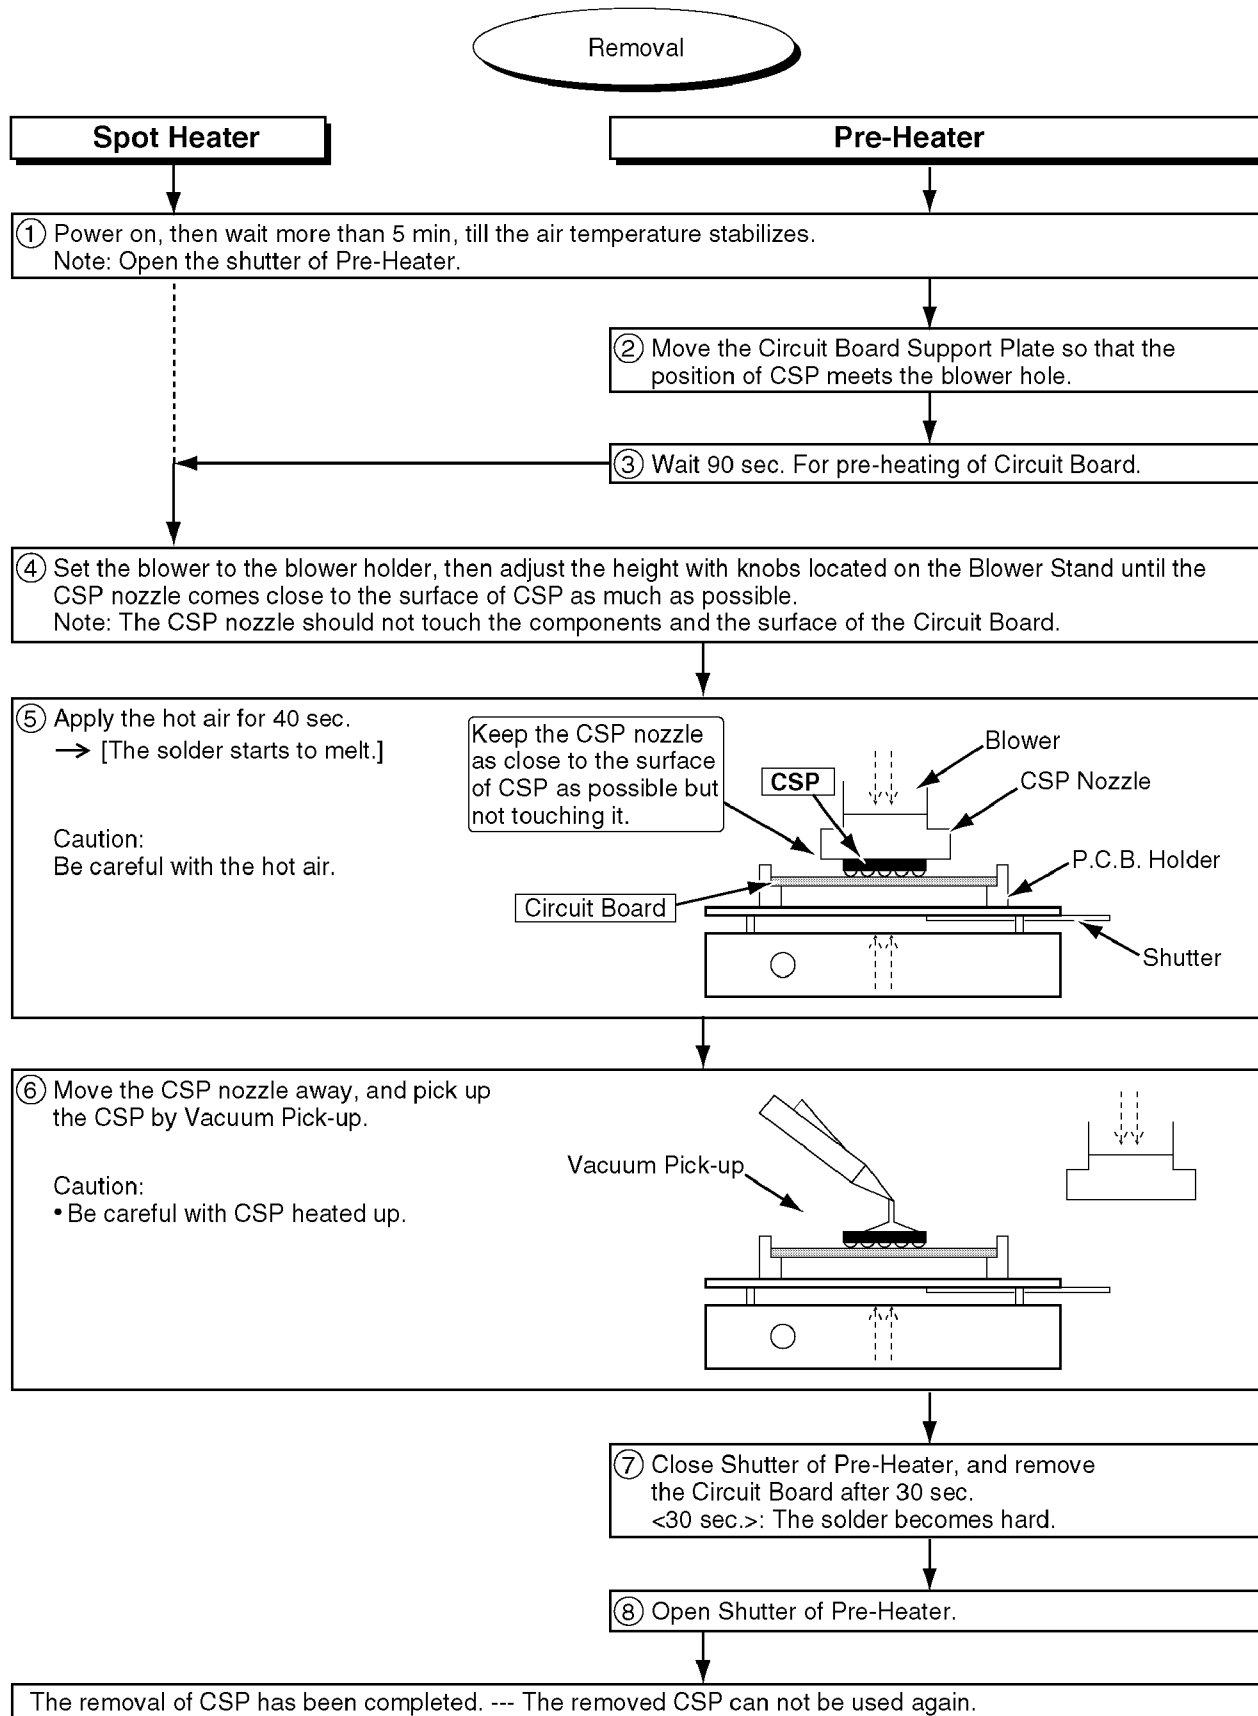 Removal
Spot Heater
Pre-Heater
① Power on, then wait more than 5 min, till the air temperature stabilizes.
Note: Open the shutter of Pre-Heater.
② Move the Circuit Board Support Plate so that the
position of CSP meets the blower hole.
③ Wait 90 sec. For pre-heating of Circuit Board.
④ Set the blower to the blower holder, then adjust the height with knobs located on the Blower Stand until the
CSP nozzle comes close to the surface of CSP as much as possible.
Note: The CSP nozzle should not touch the components and the surface of the Circuit Board.
⑤ Apply the hot air for 40 sec.
→ [The solder starts to melt.]
Caution:
Be careful with the hot air.
Keep the CSP nozzle
as close to the surface
of CSP as possible but
not touching it.
CSP
Blower
CSP Nozzle
P.C.B. Holder
Circuit Board
Shutter
⑥ Move the CSP nozzle away, and pick up
the CSP by Vacuum Pick-up.
Caution:
• Be careful with CSP heated up.
Vacuum Pick-up
⑦ Close Shutter of Pre-Heater, and remove
the Circuit Board after 30 sec.
<30 sec.>: The solder becomes hard.
⑧ Open Shutter of Pre-Heater.
The removal of CSP has been completed. --- The removed CSP can not be used again.